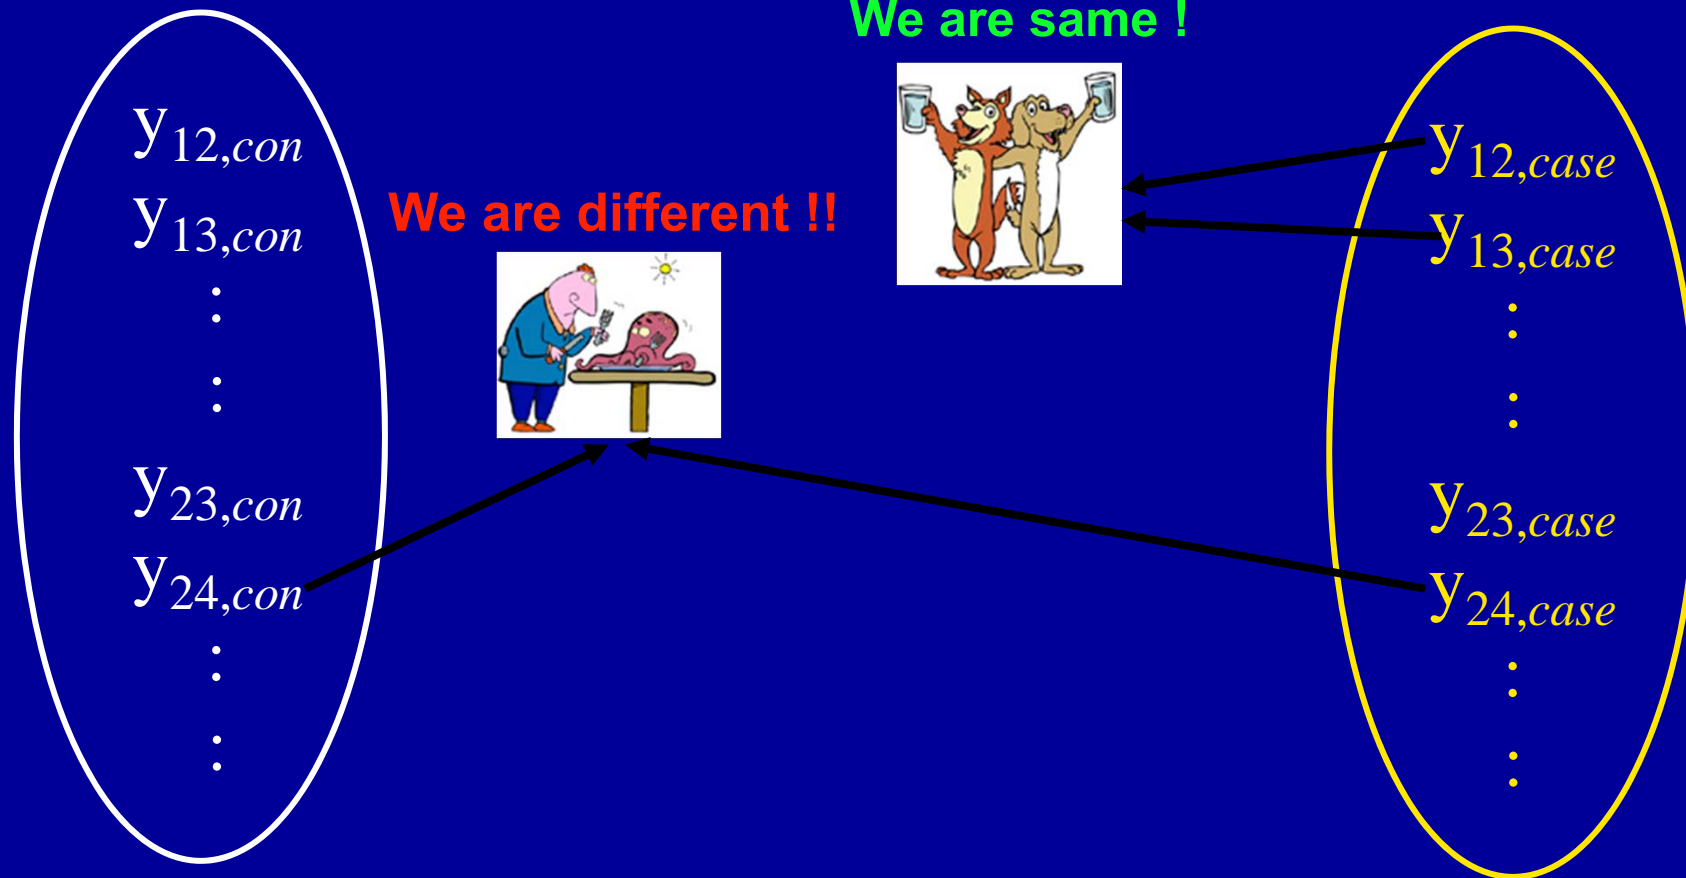 We are same !
y12,con
y13,con
:
:
y23,con
y24,con
:
:
We are different !!
y12,case
y13,case
:
:
y23,case
y24,case
:
: